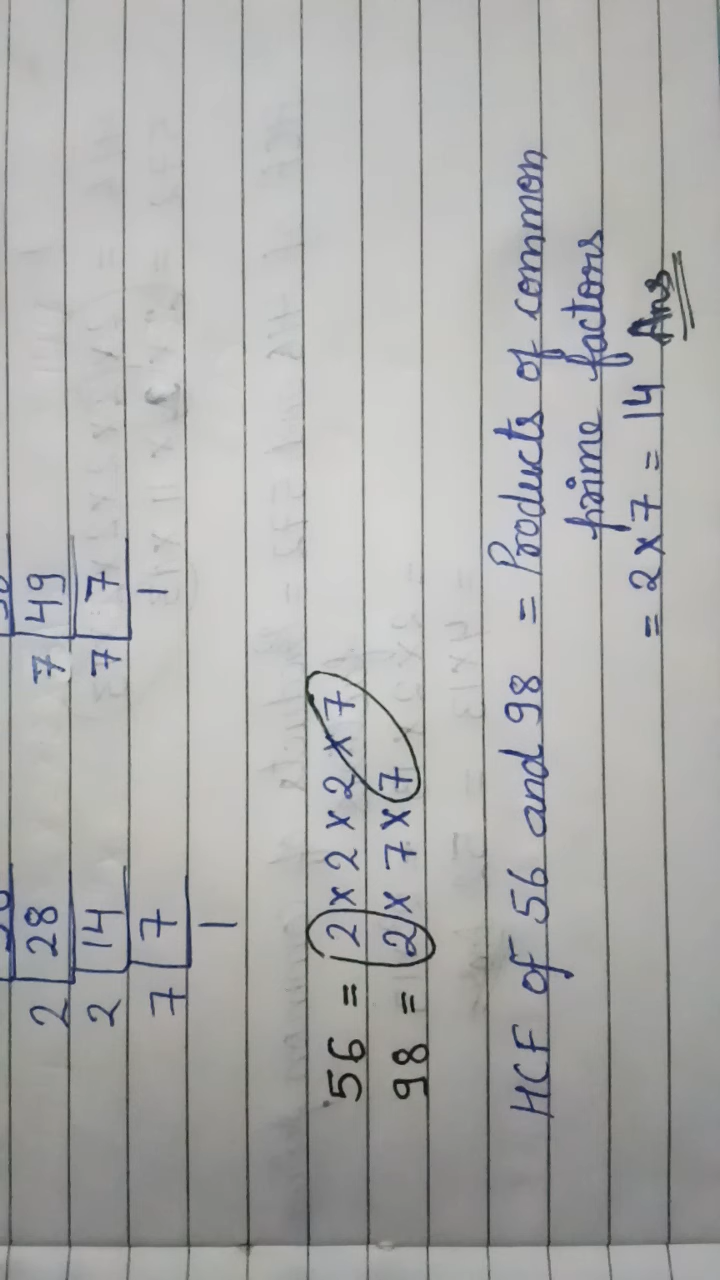 2 28 7 49
2 14 7 7
7 7 1
1
56 = 2 x 2 x 2 x 7
98 = 2 x 7 x 7
HCF of 56 and 98 = Products of common
prime factors
= 2 x 7 = 14 Ans